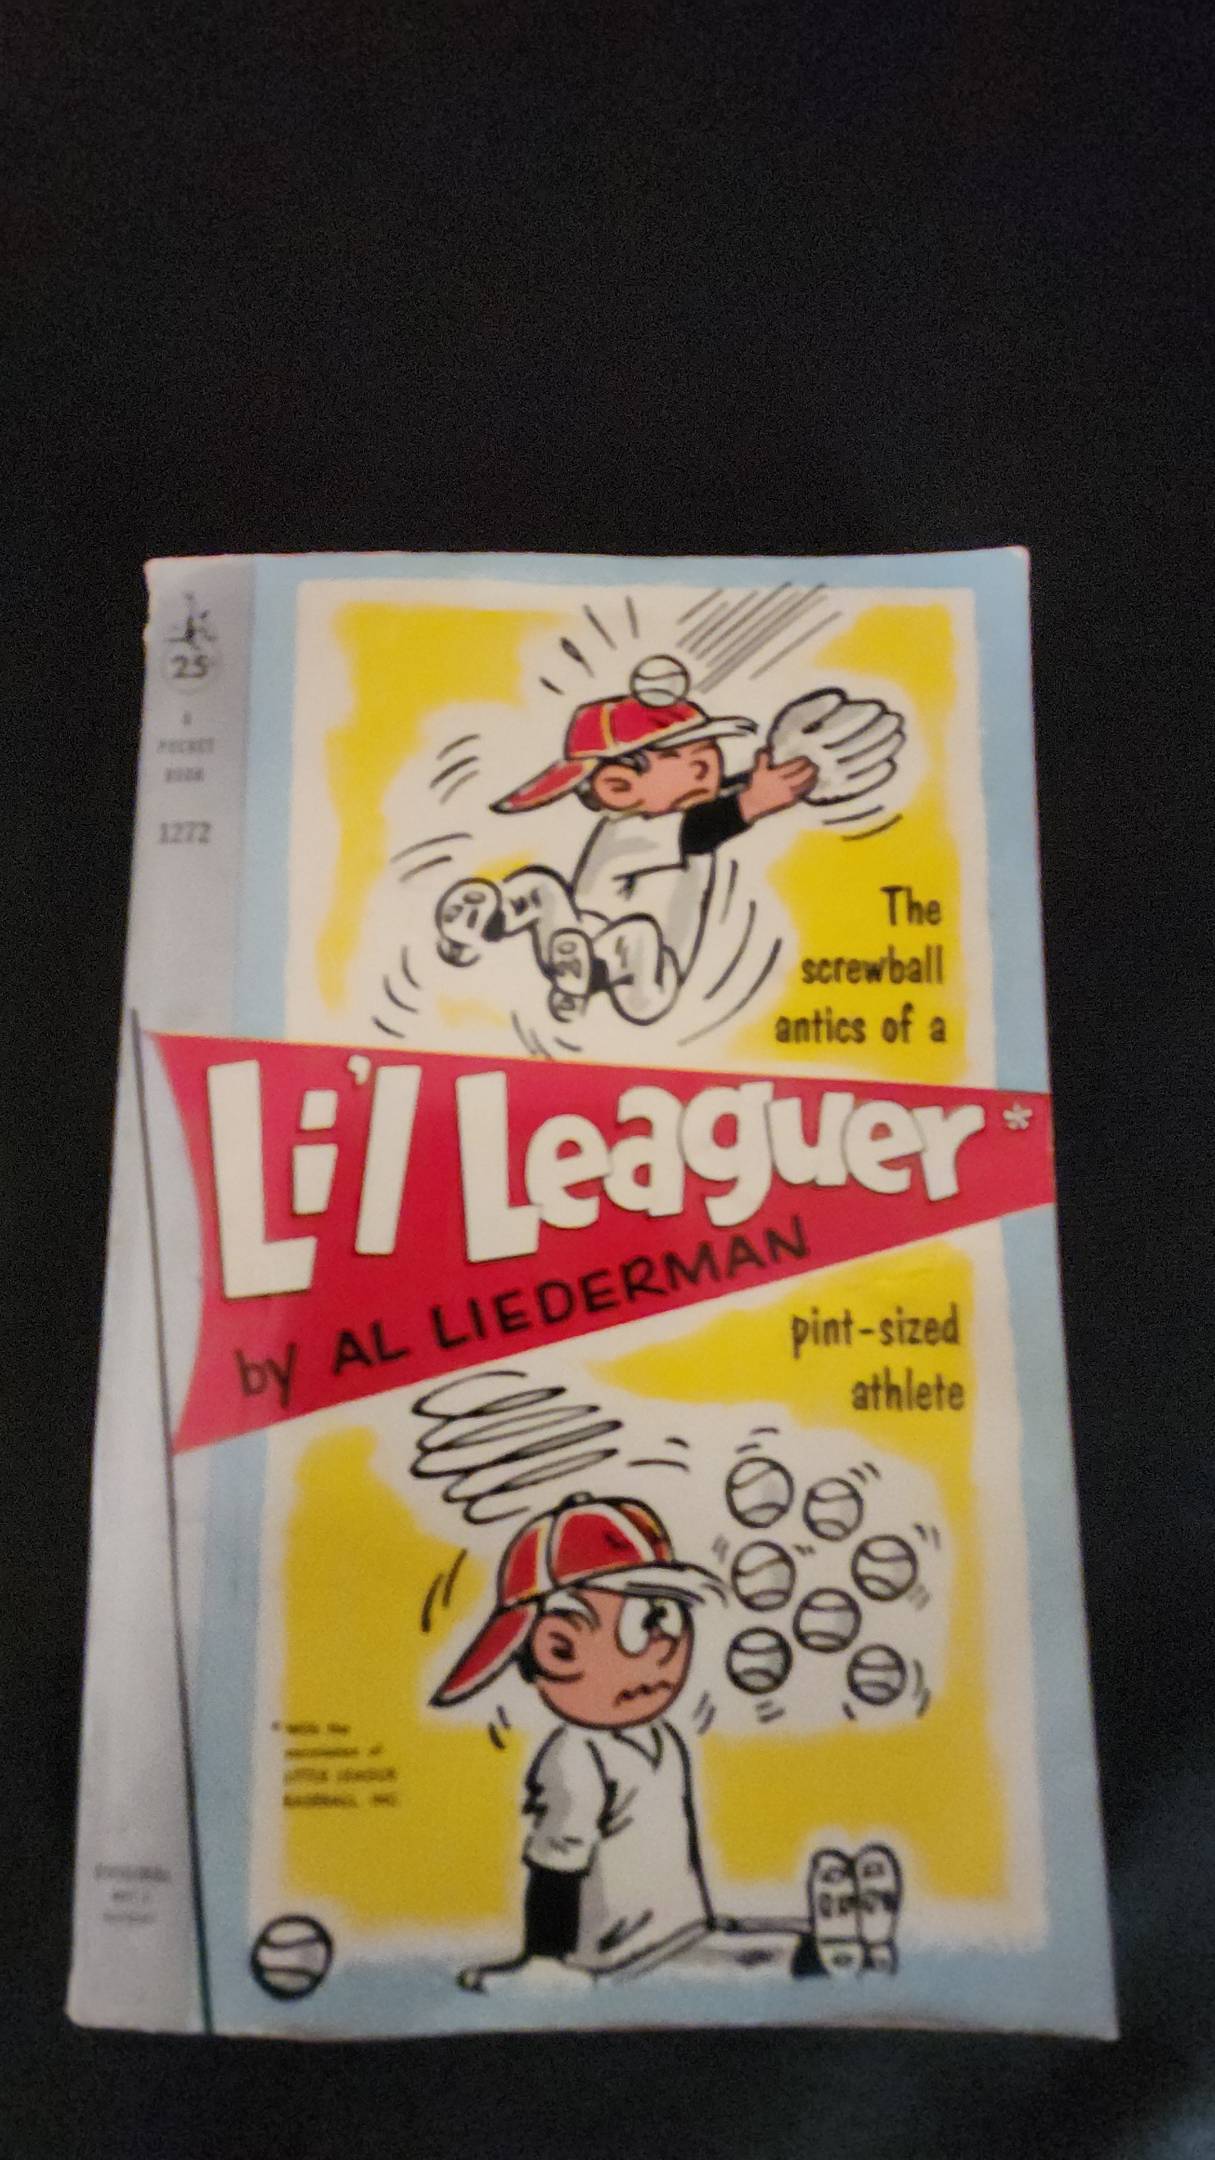 25¢
A
POCKET
BOOK
1272
The
screwball
antics of a
Li'l Leaguer*
by AL LIEDERMAN
pint-sized
athlete
* With the
permission of
LITTLE LEAGUE
BASEBALL, INC.